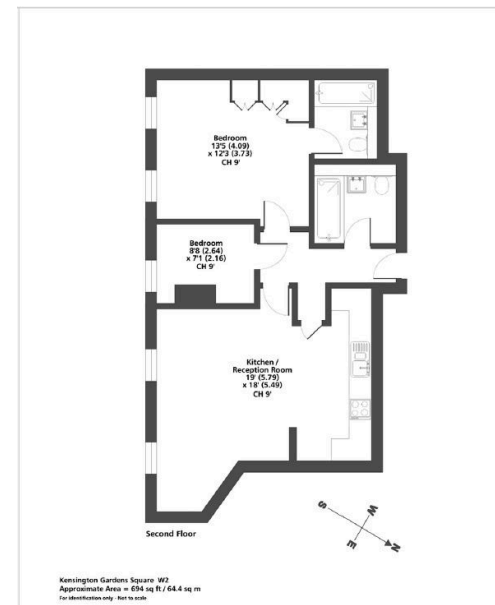 Bedroom
13'5 (4.09)
x 12'3 (3.73)
CH 9'
Bedroom
8'8 (2.64)
x 7'1 (2.16)
CH 9'
Kitchen /
Reception Room
19' (5.79)
x 18' (5.49)
CH 9'
S
W
E
N
Second Floor
Kensington Gardens Square W2
Approximate Area = 694 sq ft / 64.4 sq m
For identification only - Not to scale